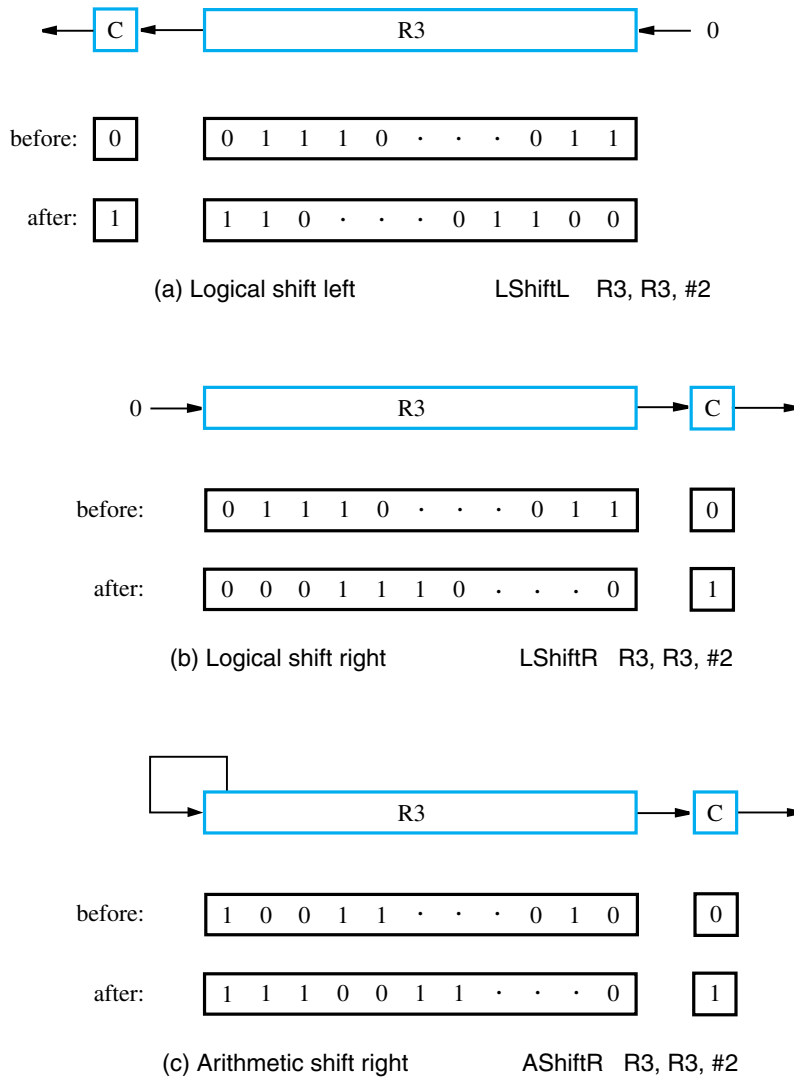 C R3 0
before: 0 0 1 1 1 0 · · · 0 1 1
after: 1 1 1 0 · · · 0 1 1 0 0
(a) Logical shift left LShiftL R3, R3, #2
0 R3 C
before: 0 1 1 1 0 · · · 0 1 1 0
after: 0 0 0 1 1 1 0 · · · 0 1
(b) Logical shift right LShiftR R3, R3, #2
R3 C
before: 1 0 0 1 1 · · · 0 1 0 0
after: 1 1 1 0 0 1 1 · · · 0 1
(c) Arithmetic shift right AShiftR R3, R3, #2